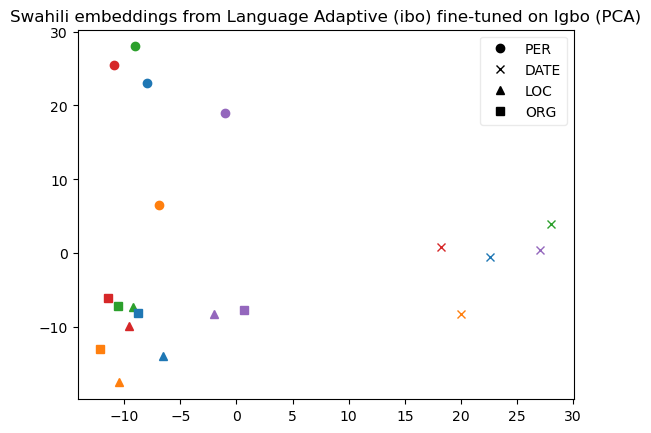 Swahili embeddings from Language Adaptive (ibo) fine-tuned on Igbo (PCA)
30
20
10
0
−10
PER
DATE
LOC
ORG
−10 −5 0 5 10 15 20 25 30